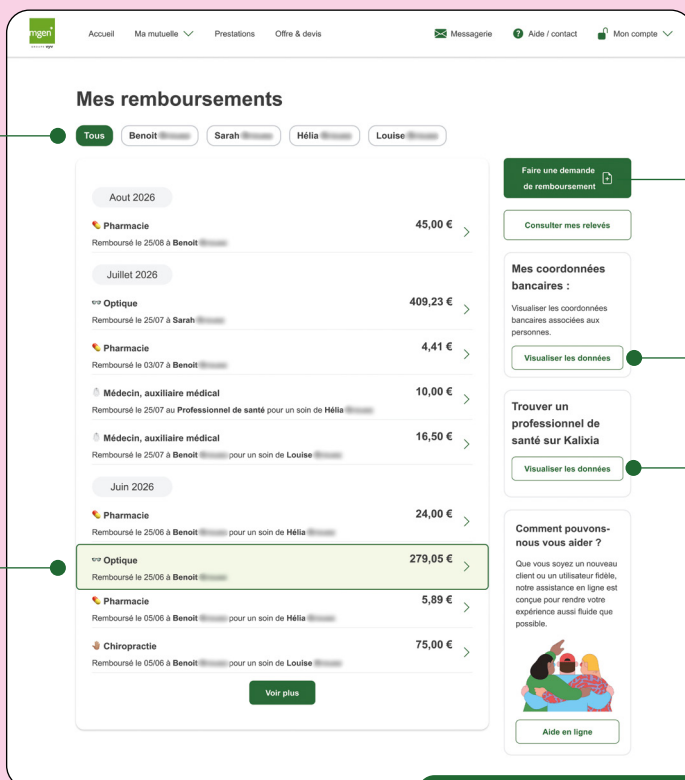 mgen*
Accueil Ma mutuelle Prestations Offre & devis Messagerie Aide / contact Mon compte
Mes remboursements
Tous Benoit Sarah Hélia Louise
Aout 2026
Pharmacie 45,00 €
Remboursé le 25/08 à Benoit
Juillet 2026
Optique 409,23 €
Remboursé le 25/07 à Sarah
Pharmacie 4,41 €
Remboursé le 03/07 à Benoit
Médecin, auxiliaire médical 10,00 €
Remboursé le 25/07 au Professionnel de santé pour un soin de Hélia
Médecin, auxiliaire médical 16,50 €
Remboursé le 25/07 à Benoit pour un soin de Louise
Juin 2026
Pharmacie 24,00 €
Remboursé le 25/06 à Benoit pour un soin de Hélia
Optique 279,05 €
Remboursé le 25/06 à Benoit
Pharmacie 5,89 €
Remboursé le 05/06 à Benoit pour un soin de Hélia
Chiropractie 75,00 €
Remboursé le 05/06 à Benoit pour un soin de Louise
Voir plus
Faire une demande
de remboursement
Consulter mes relevés
Mes coordonnées
bancaires :
Visualiser les coordonnées
bancaires associées aux
personnes.
Visualiser les données
Trouver un
professionnel de
santé sur Kalixia
Visualiser les données
Comment pouvons-
nous vous aider ?
Que vous soyez un nouveau
client ou un utilisateur fidèle,
notre assistance en ligne est
conçue pour rendre votre
expérience aussi fluide que
possible.
Aide en ligne